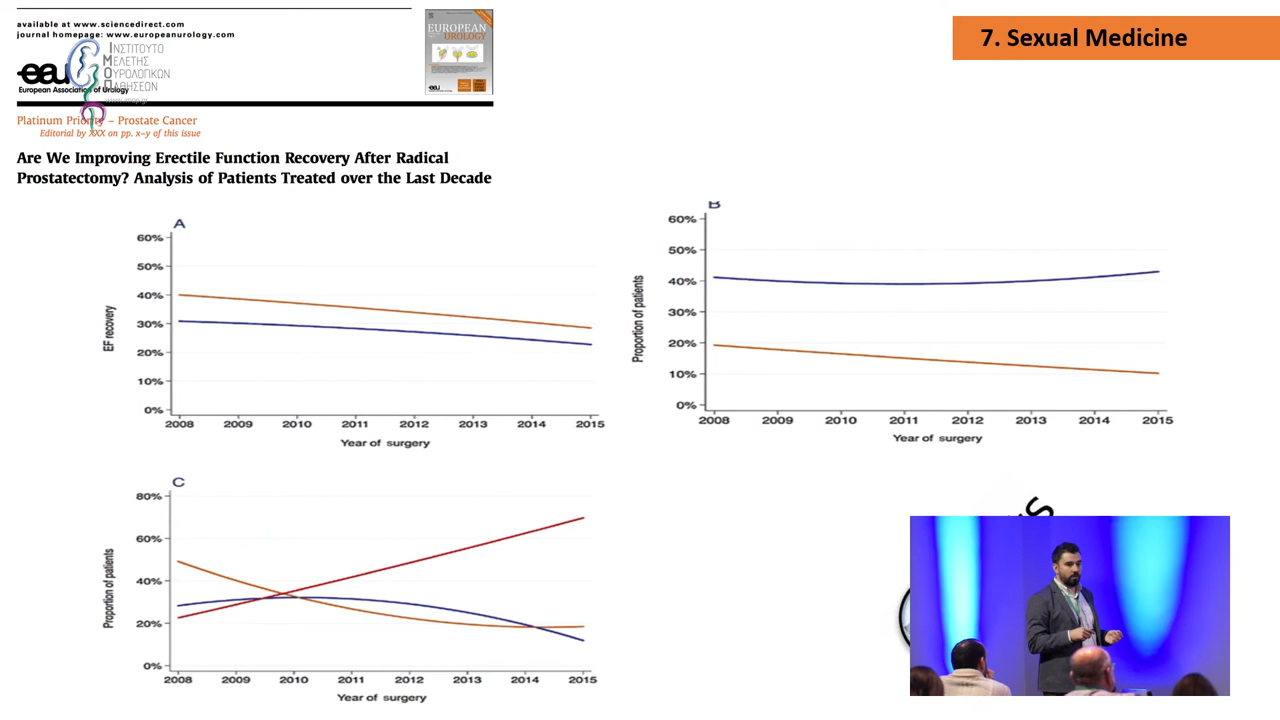 available at www.sciencedirect.com
journal homepage: www.europeanurology.com
eau
European Association of Urology
ΙΝΣΤΙΤΟΥΤΟ
ΜΕΛΕΤΗΣ
ΟΥΡΟΛΟΓΙΚΩΝ
ΠΑΘΗΣΕΩΝ
EUROPEAN
UROLOGY
7. Sexual Medicine
Platinum Priority – Prostate Cancer
Editorial by XXX on pp. x–y of this issue
Are We Improving Erectile Function Recovery After Radical
Prostatectomy? Analysis of Patients Treated over the Last Decade
A
60%
50%
40%
30%
20%
10%
0%
EF recovery
2008 2009 2010 2011 2012 2013 2014 2015
Year of surgery
B
60%
50%
40%
30%
20%
10%
0%
Proportion of patients
2008 2009 2010 2011 2012 2013 2014 2015
Year of surgery
C
80%
60%
40%
20%
0%
Proportion of patients
2008 2009 2010 2011 2012 2013 2014 2015
Year of surgery